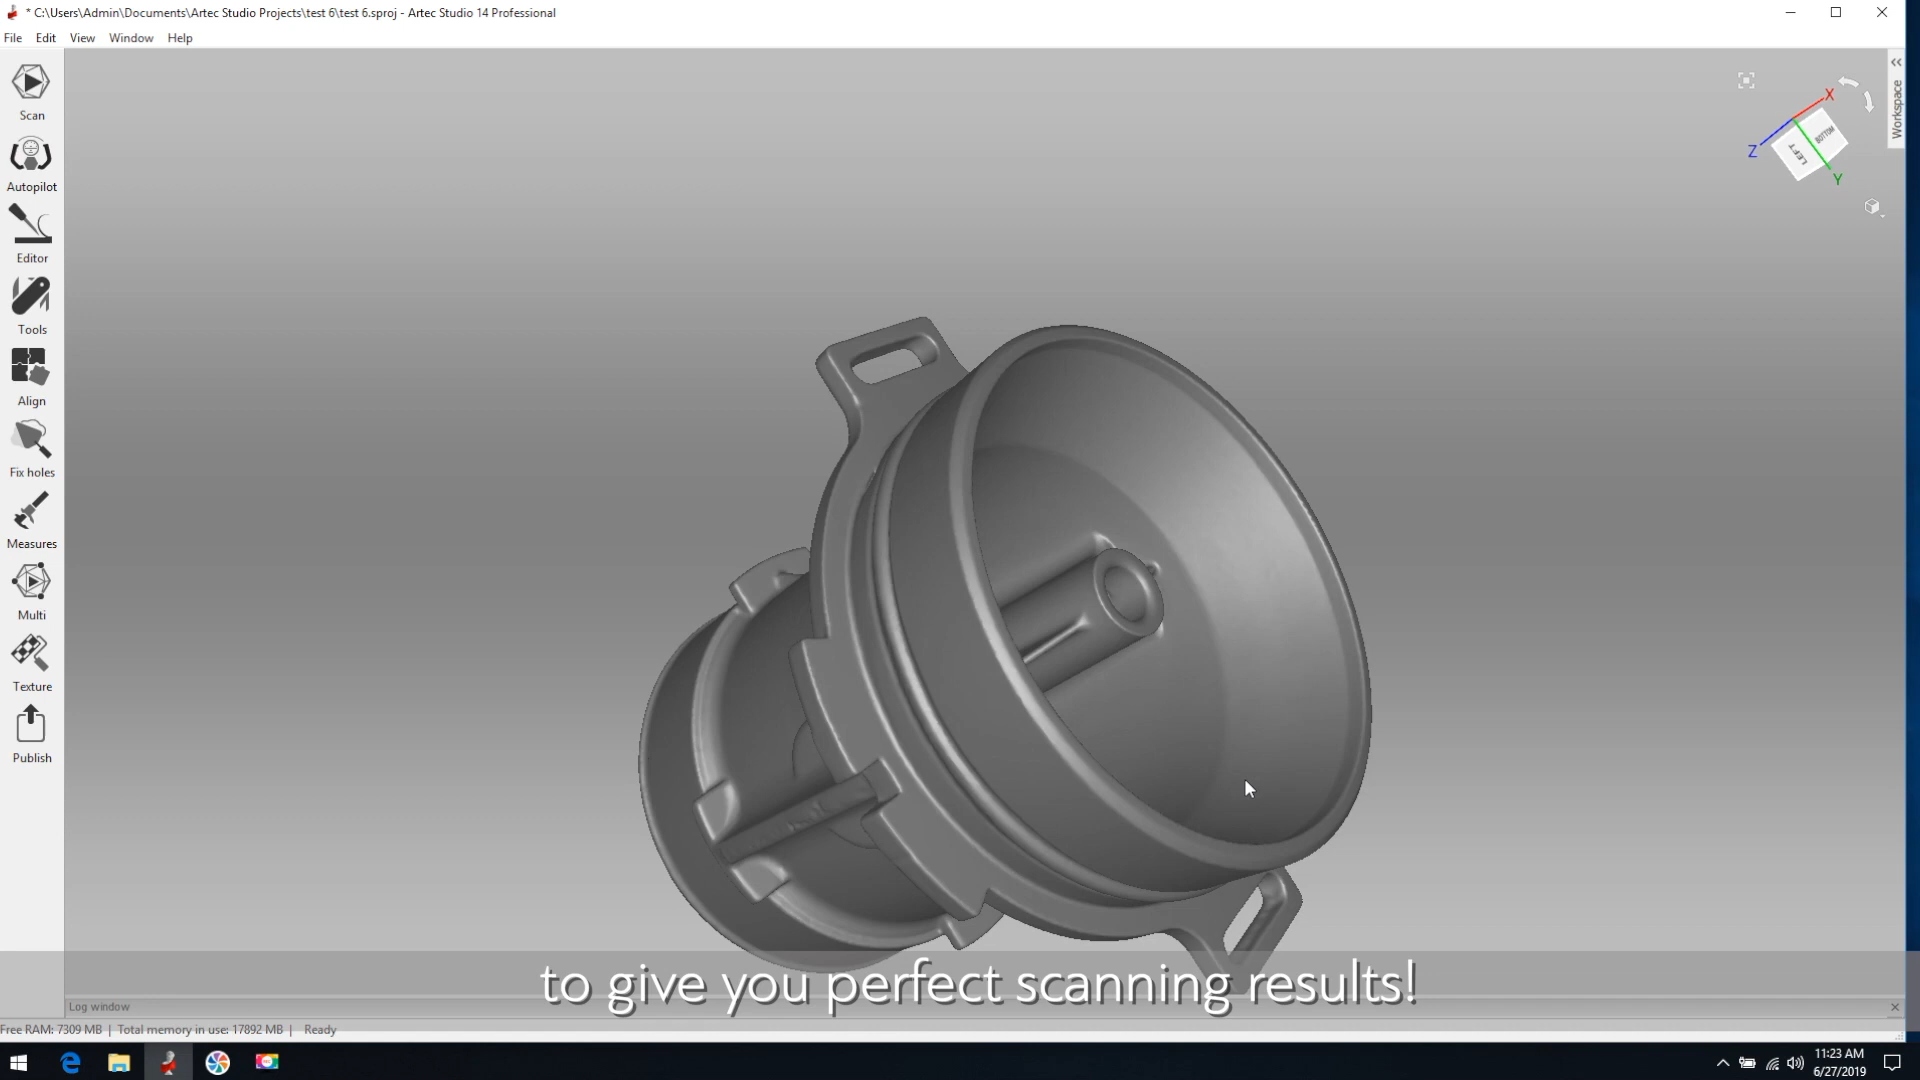 * C:\Users\Admin\Documents\Artec Studio Projects\test 6\test 6.sproj - Artec Studio 14 Professional
File Edit View Window Help
Scan
Autopilot
Editor
Tools
Align
Fix holes
Measures
Multi
Texture
Publish
Workspace
X
Z
Y
LEFT
BOTTOM
to give you perfect scanning results!
Log window
Free RAM: 7309 MB | Total memory in use: 17892 MB | Ready
11:23 AM
6/27/2019